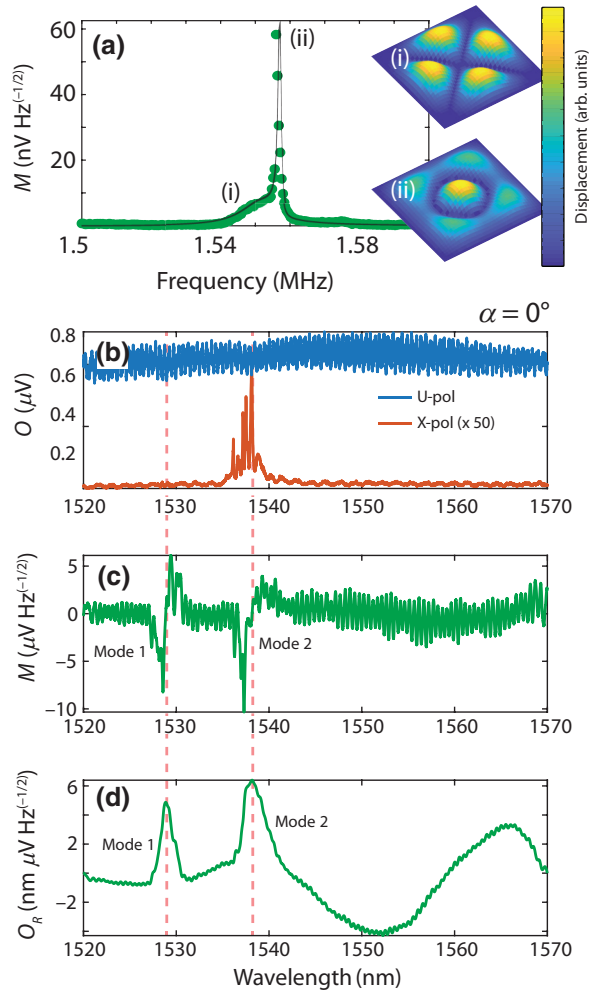 (a)
(ii)
(i)
M (nV Hz(−1/2))
60
40
20
1.5
1.54
1.58
Frequency (MHz)
(i)
(ii)
Displacement (arb. units)
α = 0°
(b)
O (μV)
0.8
0.6
0.4
0.2
U-pol
X-pol (x 50)
1520
1530
1540
1550
1560
1570
(c)
M (μV Hz(−1/2))
5
0
−5
−10
Mode 1
Mode 2
1520
1530
1540
1550
1560
1570
(d)
OR (nm μV Hz(−1/2))
6
2
−4
Mode 1
Mode 2
1520
1530
1540
1550
1560
1570
Wavelength (nm)